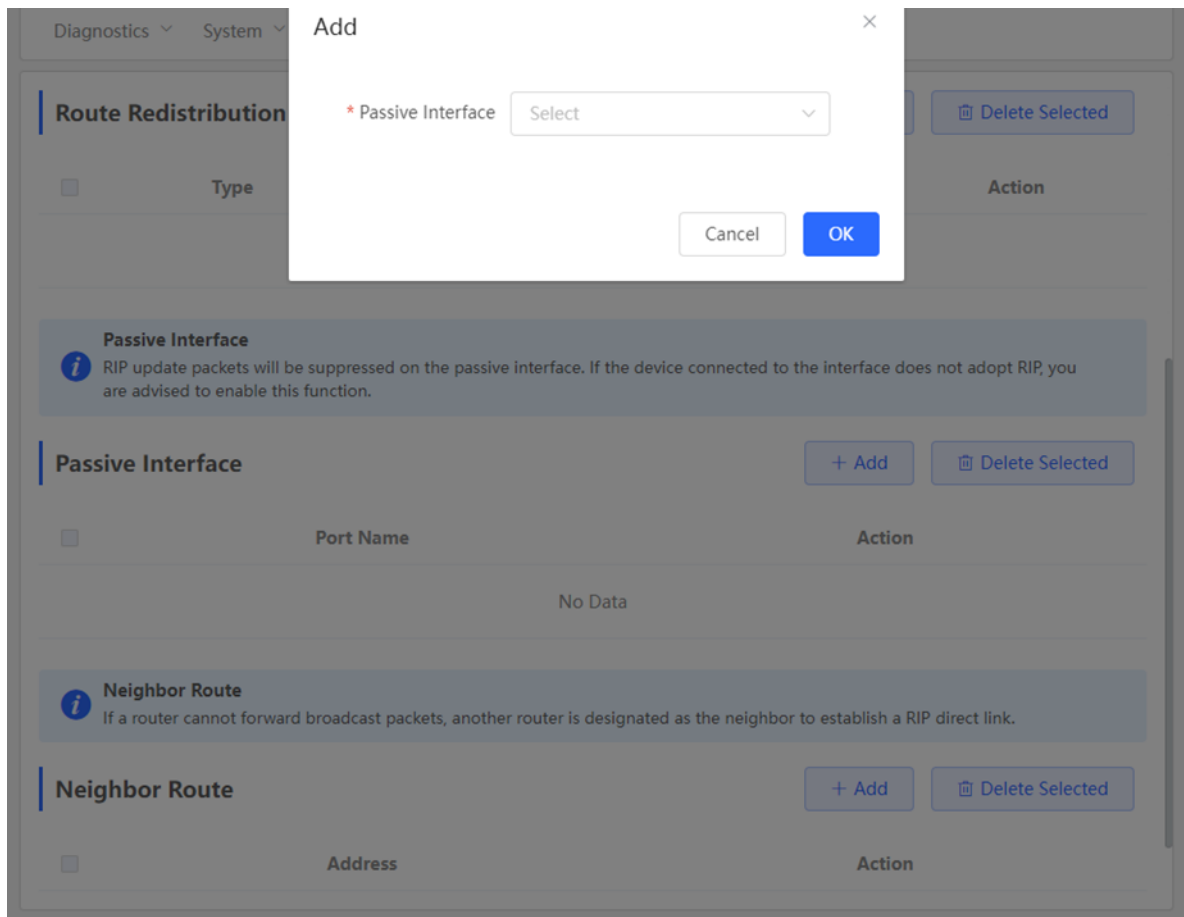 Diagnostics System
Add
* Passive Interface Select
Cancel OK
Route Redistribution Delete Selected
Type Action
Passive Interface
RIP update packets will be suppressed on the passive interface. If the device connected to the interface does not adopt RIP, you
are advised to enable this function.
Passive Interface + Add Delete Selected
Port Name Action
No Data
Neighbor Route
If a router cannot forward broadcast packets, another router is designated as the neighbor to establish a RIP direct link.
Neighbor Route + Add Delete Selected
Address Action